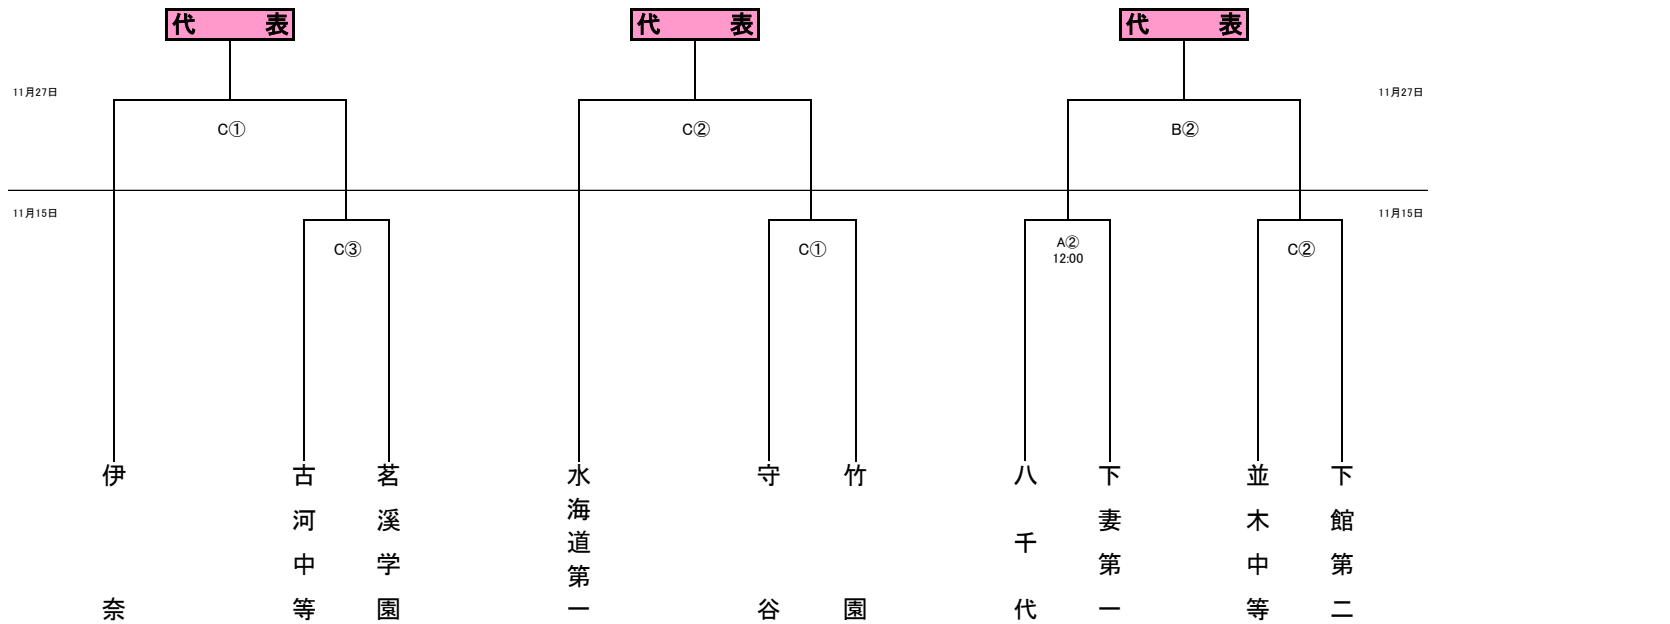 代　表
代　表
代　表
11月27日
11月27日
C①
C②
B②
11月15日
11月15日
C③
C①
A②
12:00
C②
伊奈
古河中等
茗溪学園
水海道第一
守谷
竹園
八千代
下妻第一
並木中等
下館第二